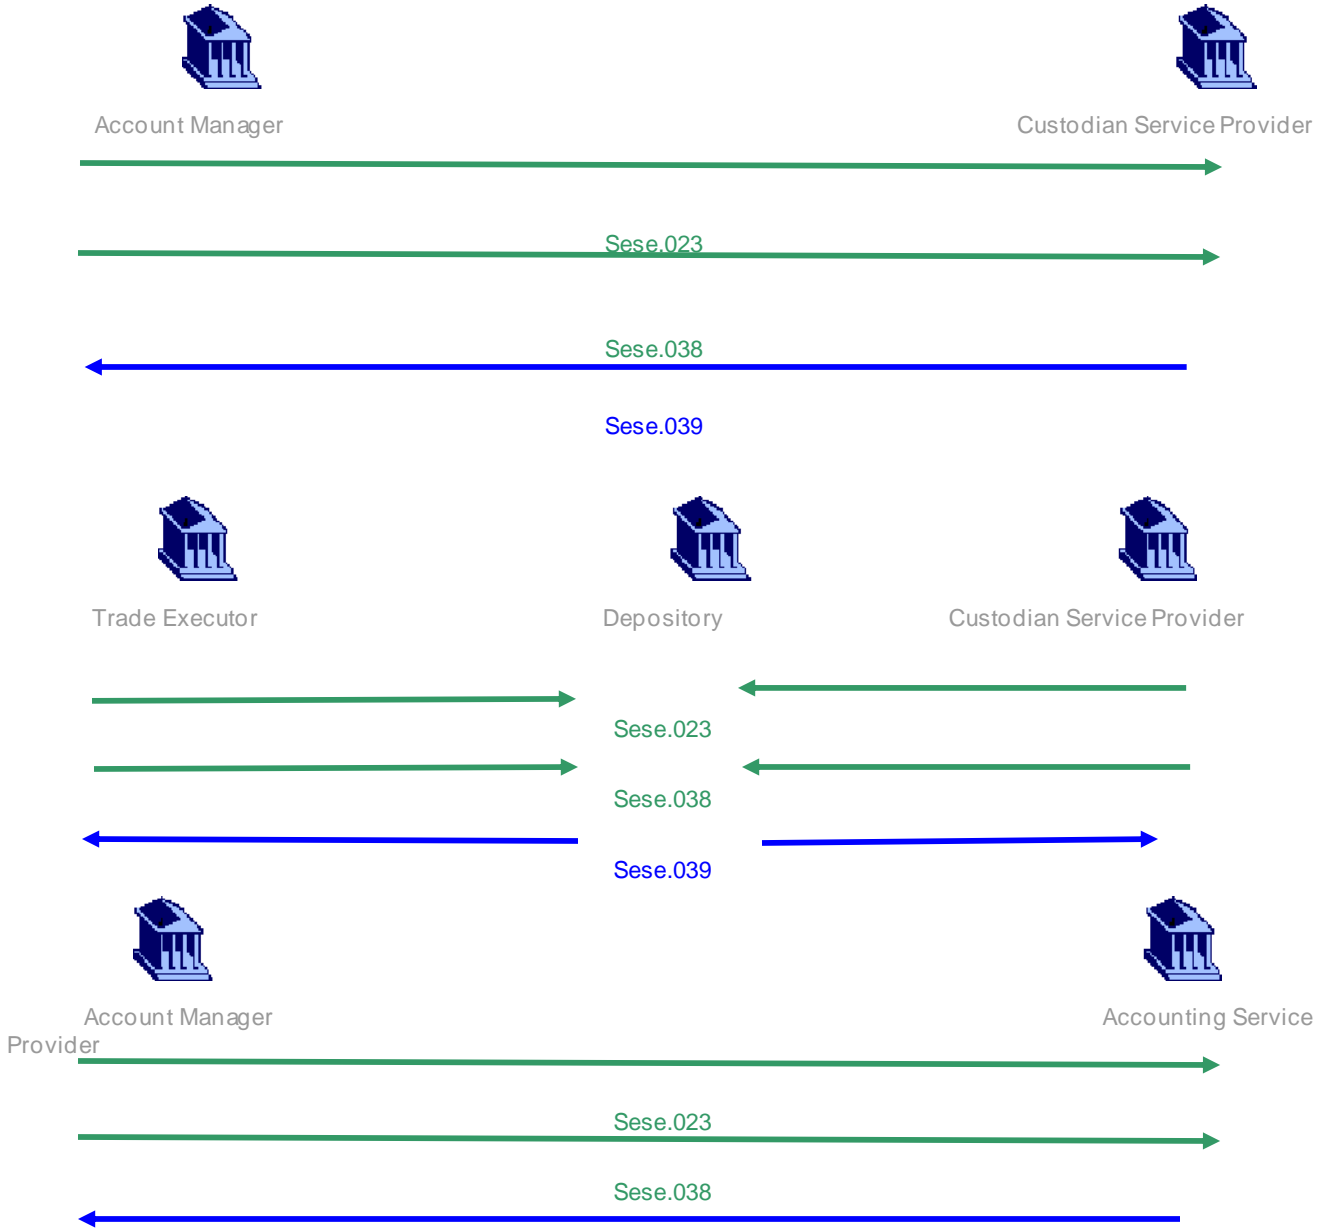 Account Manager
Custodian Service Provider
Sese.023
Sese.038
Sese.039
Trade Executor
Depository
Custodian Service Provider
Sese.023
Sese.038
Sese.039
Account Manager
Accounting Service
Provider
Sese.023
Sese.038